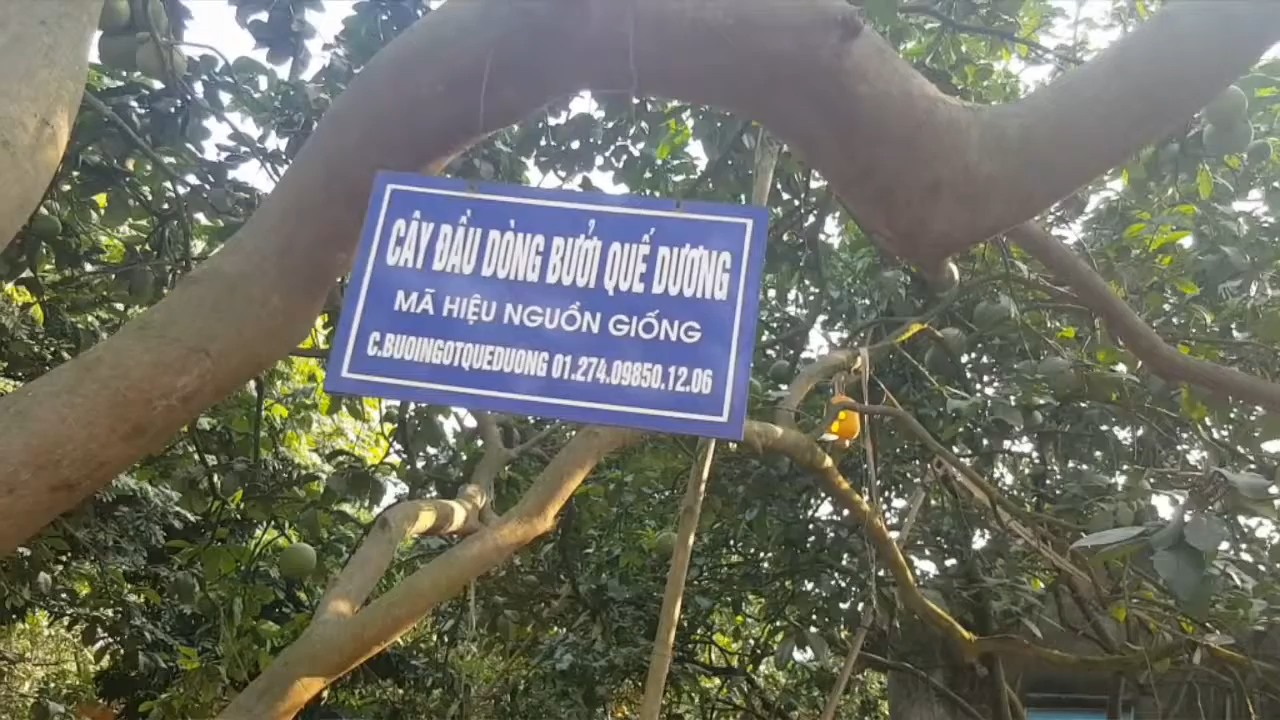 CÂY ĐẦU DÒNG BƯỞI QUẾ DƯƠNG
MÃ HIỆU NGUỒN GIỐNG
C.BUOINGOTQUEDUONG 01.274.09850.12.06